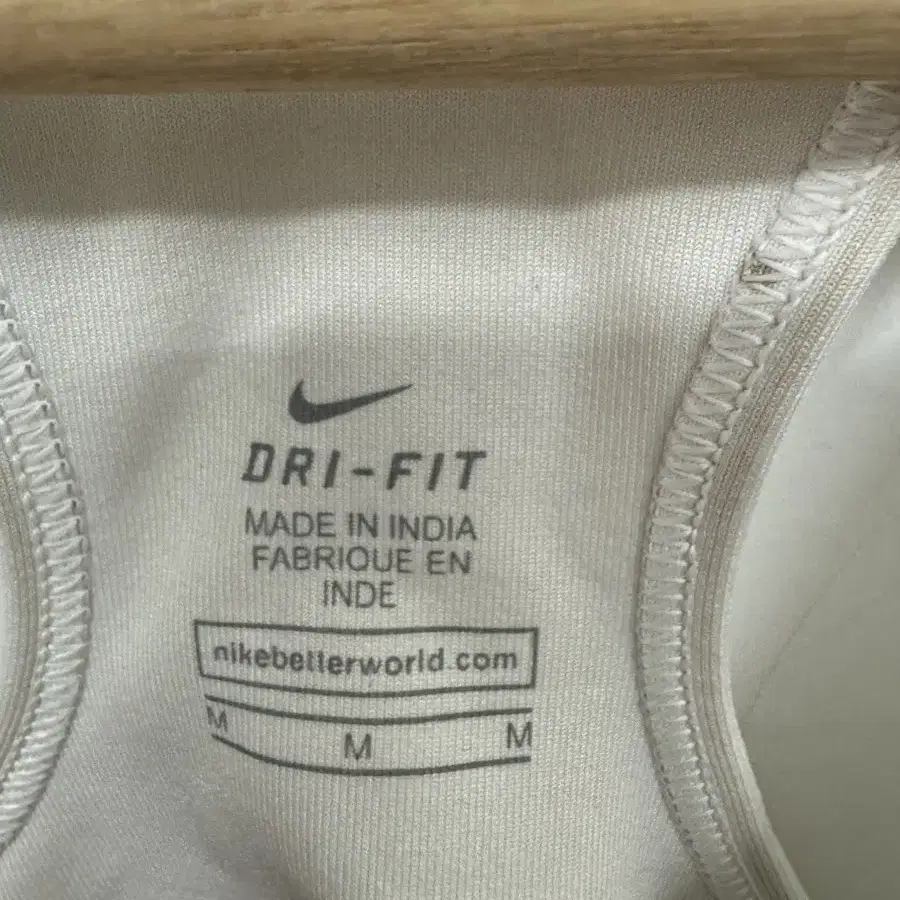 DRI-FIT
MADE IN INDIA
FABRIQUE EN
INDE
nikebetterworld.com
M M M